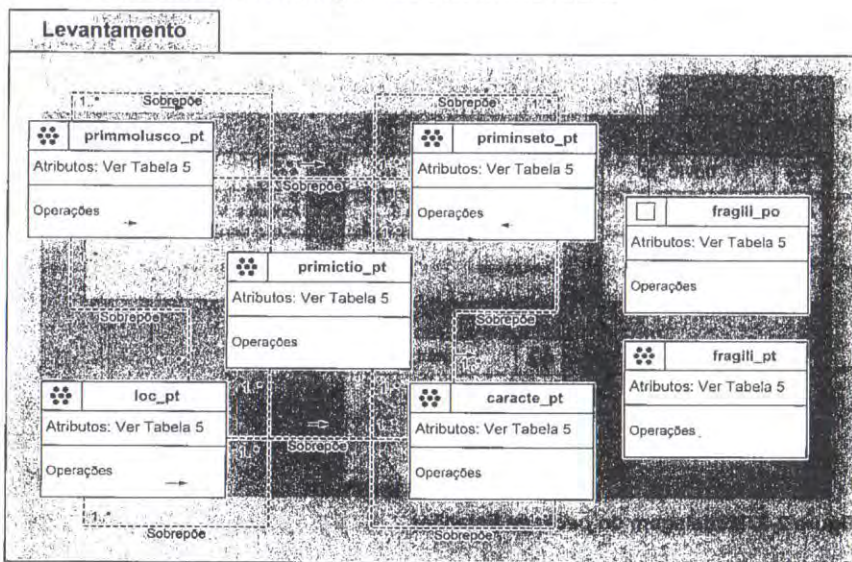 Levantamento
1..* Sobrepõe
Sobrepõe 1..*
primmolusco_pt
Atributos: Ver Tabela 5
Operações
priminseto_pt
Atributos: Ver Tabela 5
Operações
Sobrepõe
fragili_po
Atributos: Ver Tabela 5
Operações
primictio_pt
Atributos: Ver Tabela 5
Operações
Sobrepõe
Sobrepõe
fragili_pt
Atributos: Ver Tabela 5
Operações
loc_pt
Atributos: Ver Tabela 5
Operações
1..*
caracte_pt
Atributos: Ver Tabela 5
Operações
Sobrepõe
1..*
1..*
Sobrepõe
Sobrepõe